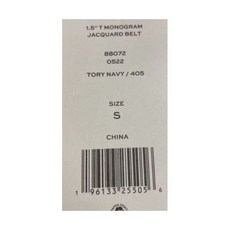 1.5" T MONOGRAM
JACQUARD BELT
88072
0522
TORY NAVY / 405
SIZE
S
CHINA
1 96133 25505 6